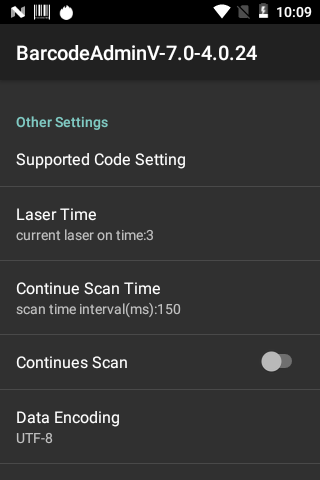 10:09
BarcodeAdminV-7.0-4.0.24
Other Settings
Supported Code Setting
Laser Time
current laser on time:3
Continue Scan Time
scan time interval(ms):150
Continues Scan
Data Encoding
UTF-8